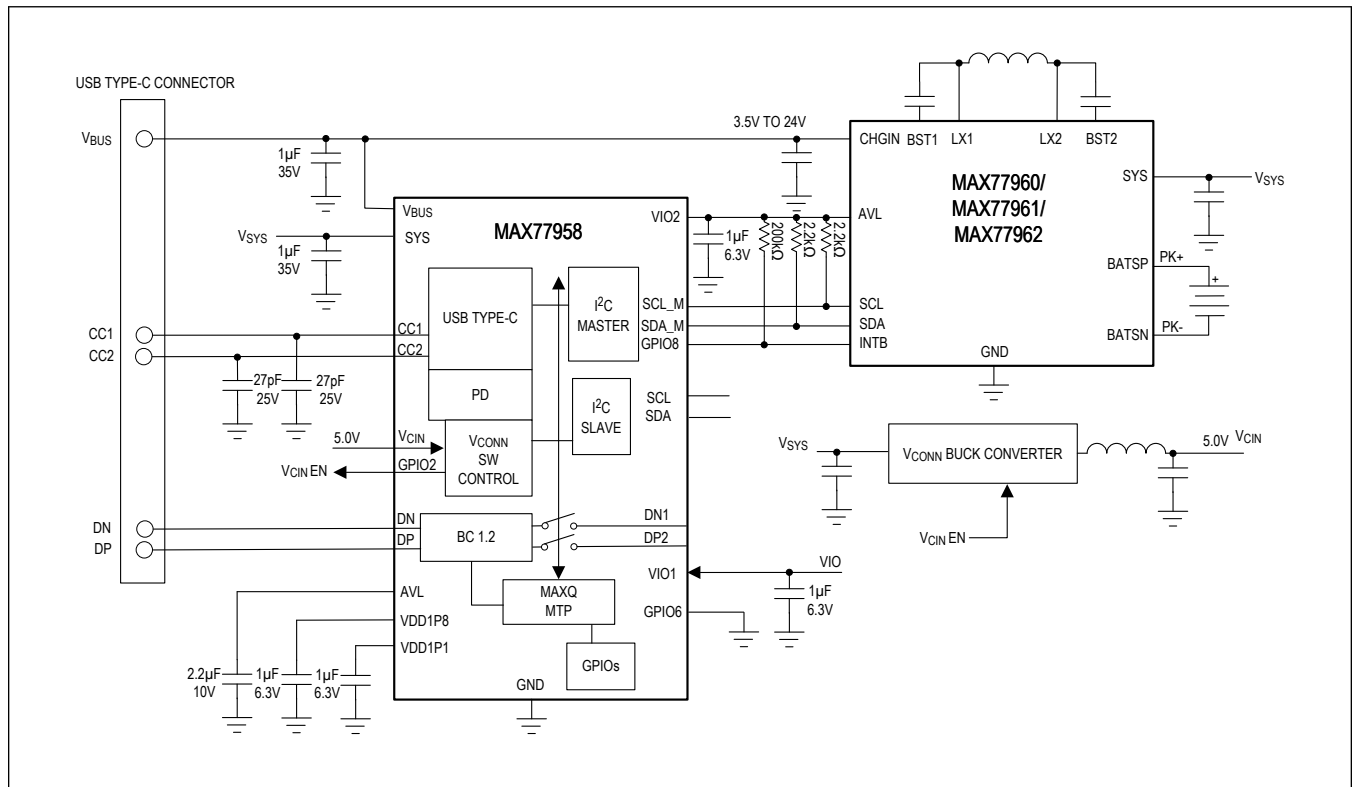 USB TYPE-C CONNECTOR
VBUS
CC1
CC2
DN
DP
1µF
35V
VSYS
1µF
35V
27pF
25V
27pF
25V
5.0V
VCIN EN
2.2µF
10V
1µF
6.3V
1µF
6.3V
MAX77958
VBUS
SYS
CC1
CC2
VCIN
GPIO2
DN
DP
AVL
VDD1P8
VDD1P1
GND
USB TYPE-C
PD
VCONN
SW
CONTROL
BC 1.2
I2C
MASTER
I2C
SLAVE
MAXQ
MTP
GPIOs
VIO2
SCL_M
SDA_M
GPIO8
SCL
SDA
DN1
DP2
VIO1
GPIO6
VIO
1µF
6.3V
1µF
6.3V
200kΩ
2.2kΩ
2.2kΩ
3.5V TO 24V
CHGIN
BST1
LX1
LX2
BST2
MAX77960/
MAX77961/
MAX77962
AVL
SCL
SDA
INTB
GND
SYS
BATSP
BATSN
VSYS
PK+
+
PK-
VSYS
VCONN BUCK CONVERTER
VCIN EN
5.0V
VCIN